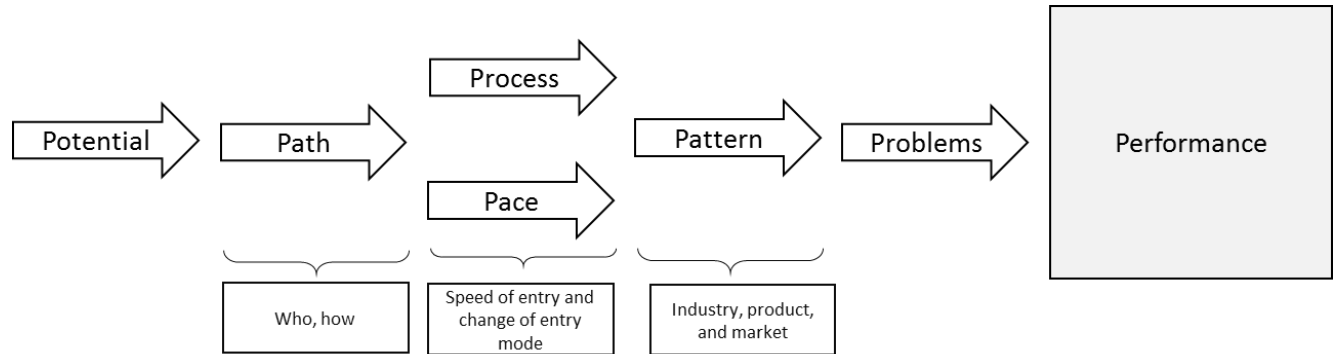 Potential
Path
Process
Pace
Pattern
Problems
Performance
Who, how
Speed of entry and
change of entry
mode
Industry, product,
and market